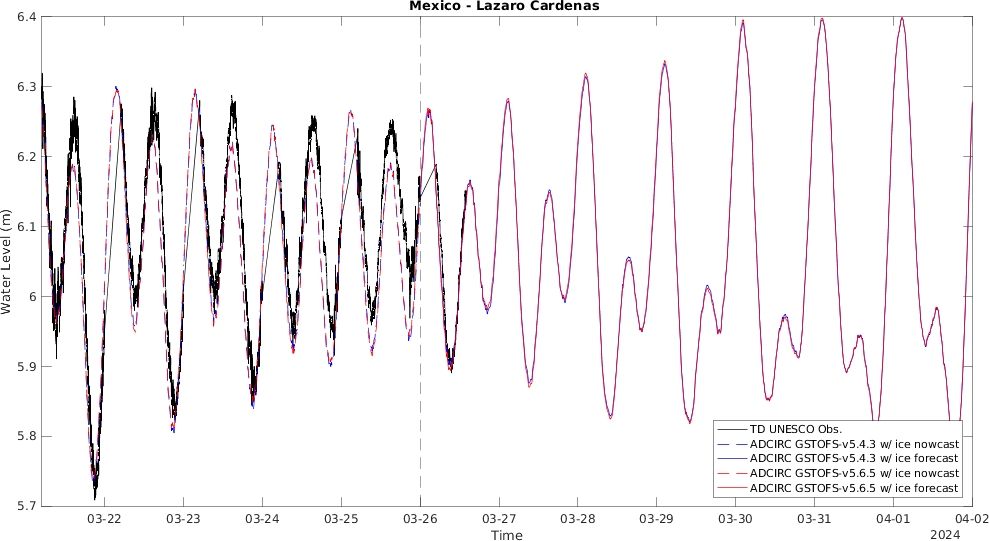 Mexico - Lazaro Cardenas
6.4
6.3
6.2
6.1
6
5.9
5.8
5.7
Water Level (m)
03-22
03-23
03-24
03-25
03-26
03-27
03-28
03-29
03-30
03-31
04-01
04-02
2024
Time
TD UNESCO Obs.
ADCIRC GSTOFS-v5.4.3 w/ ice nowcast
ADCIRC GSTOFS-v5.4.3 w/ ice forecast
ADCIRC GSTOFS-v5.6.5 w/ ice nowcast
ADCIRC GSTOFS-v5.6.5 w/ ice forecast